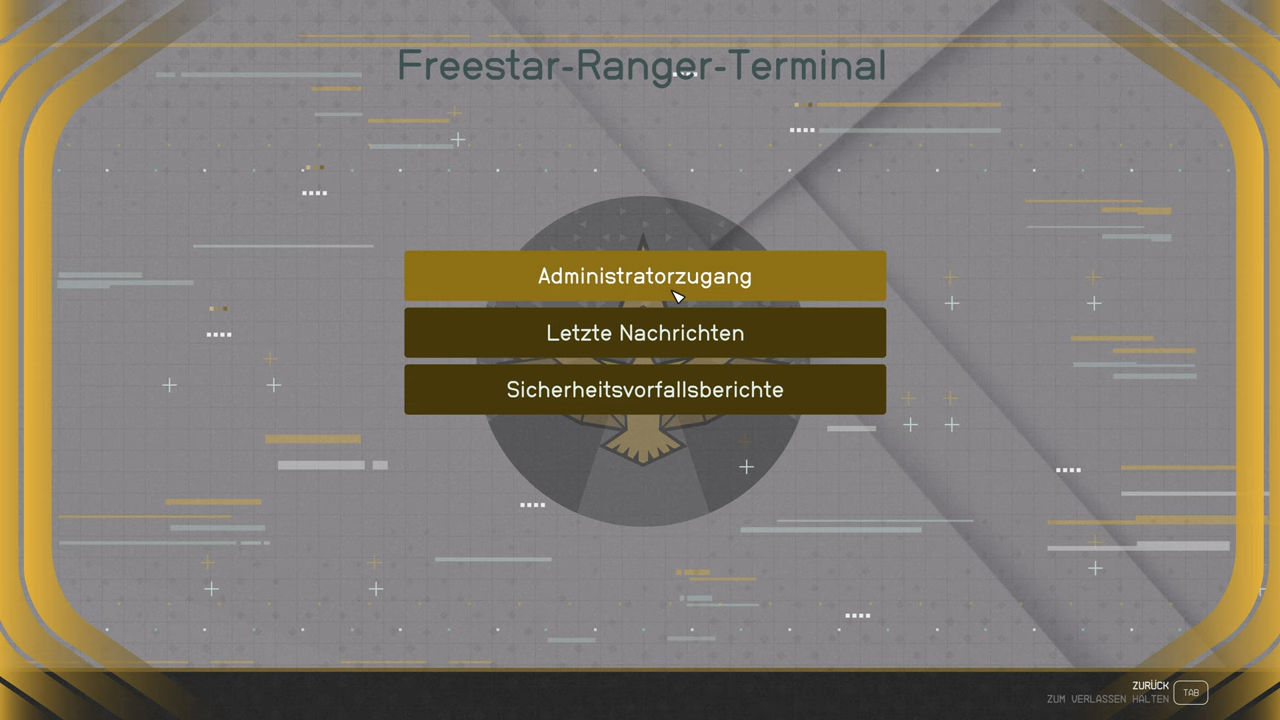 Freestar-Ranger-Terminal
Administratorzugang
Letzte Nachrichten
Sicherheitsvorfallsberichte
ZURÜCK
ZUM VERLASSEN HALTEN
TAB